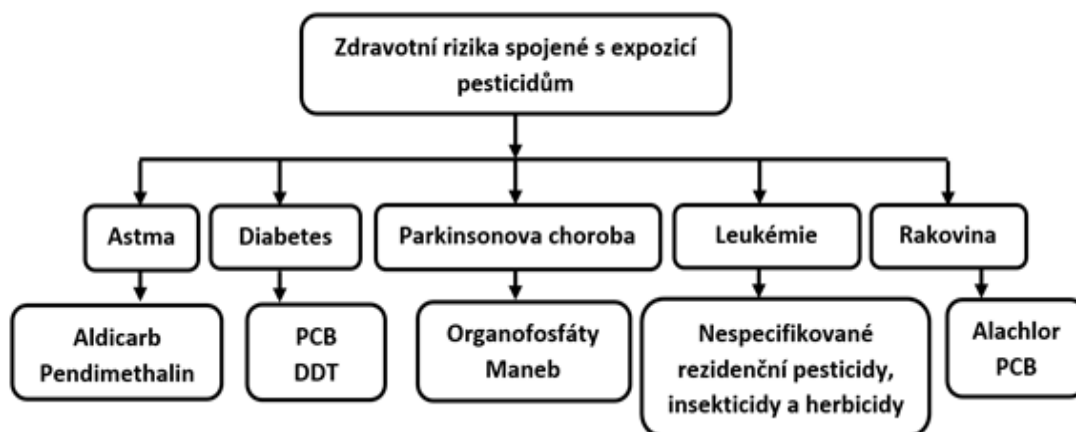 Zdravotní rizika spojené s expozicí
pesticidům
Astma
Diabetes
Parkinsonova choroba
Leukémie
Rakovina
Aldicarb
Pendimethalin
PCB
DDT
Organofosfáty
Maneb
Nespecifikované
rezidenční pesticidy,
insekticidy a herbicidy
Alachlor
PCB